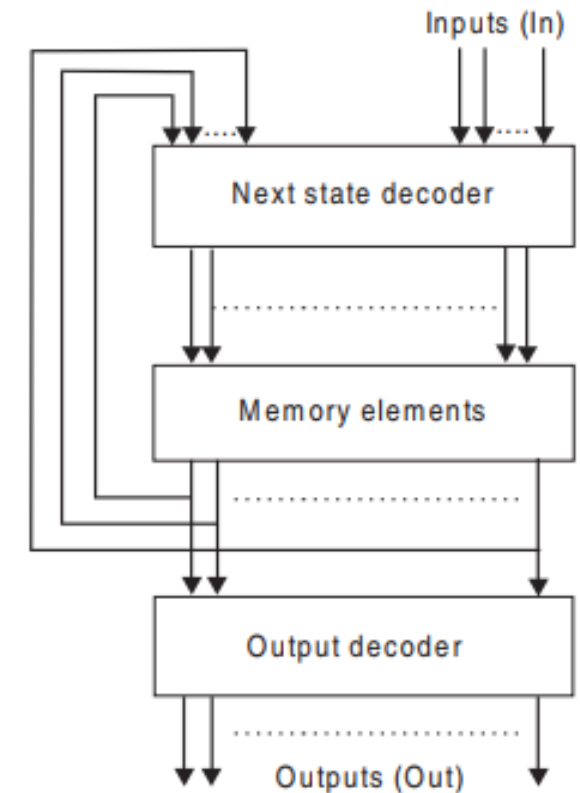 Inputs (In)
Next state decoder
Memory elements
Output decoder
Outputs (Out)